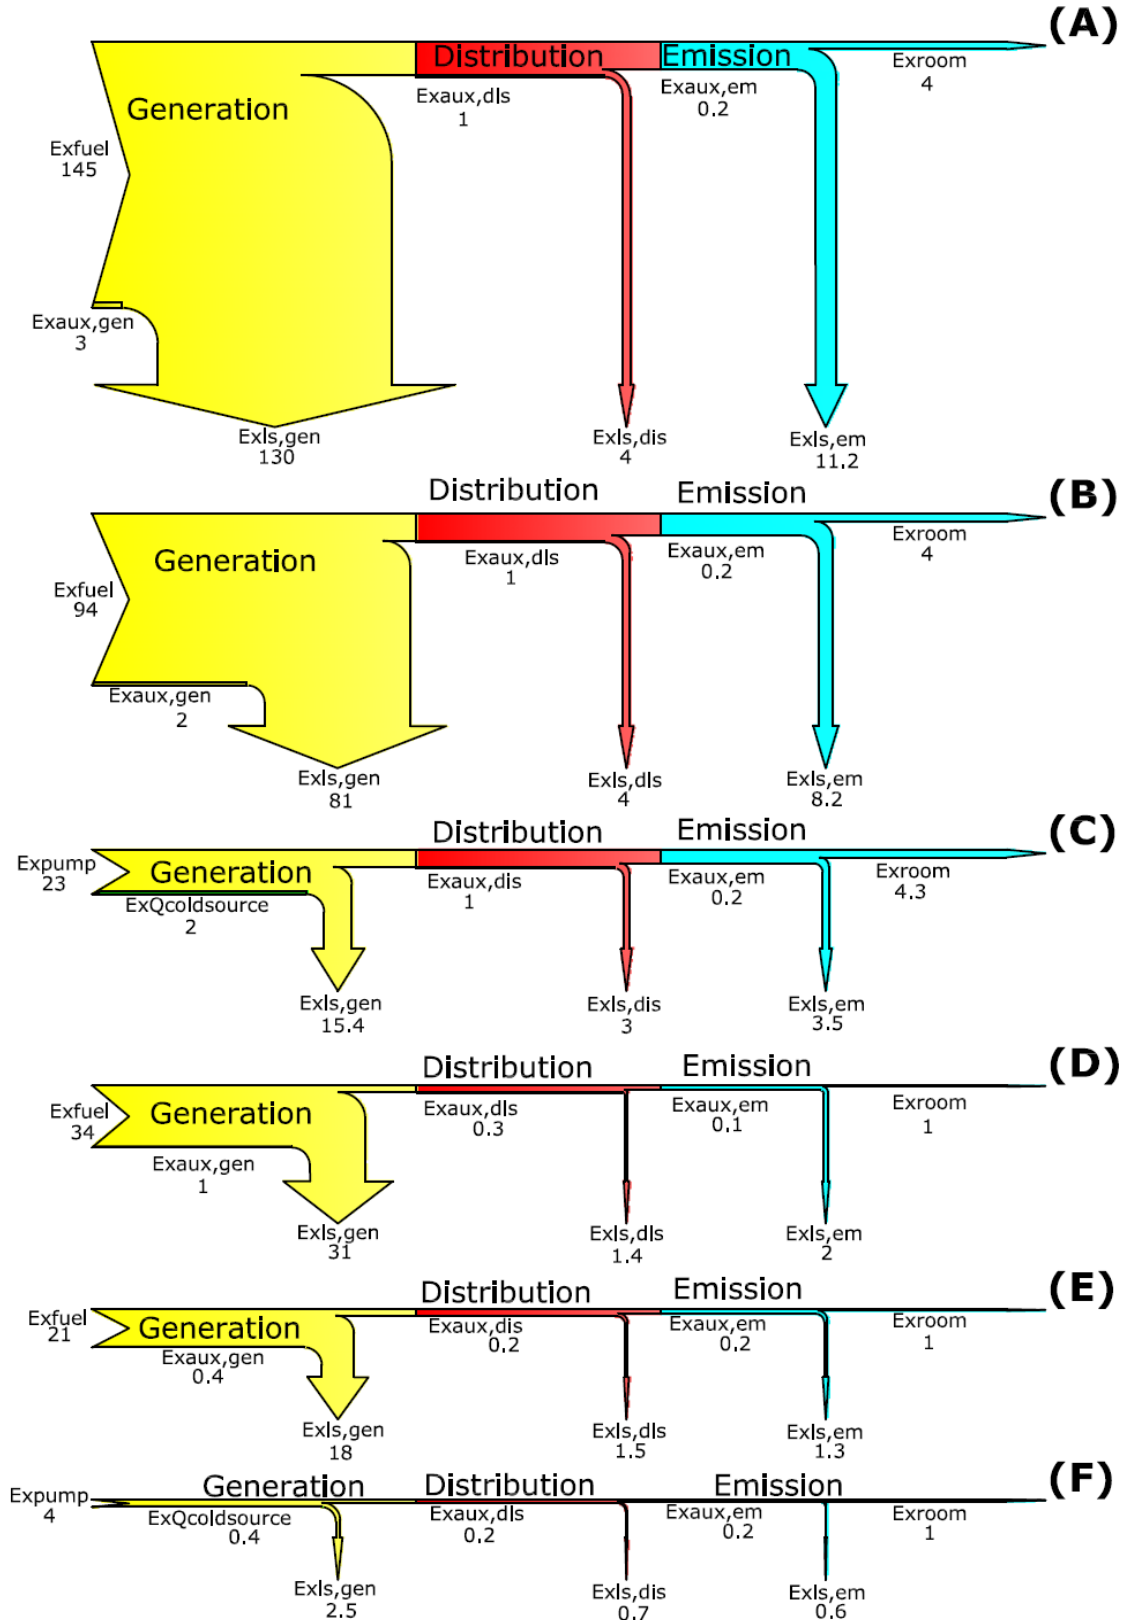 (A)
Distribution
Emission
Generation
Exfuel
145
Exaux,dls
1
Exaux,em
0.2
Exroom
4
Exaux,gen
3
Exls,gen
130
Exls,dis
4
Exls,em
11.2
(B)
Distribution
Emission
Generation
Exfuel
94
Exaux,dls
1
Exaux,em
0.2
Exroom
4
Exaux,gen
2
Exls,gen
81
Exls,dls
4
Exls,em
8.2
(C)
Distribution
Emission
Generation
Expump
23
ExQcoldsource
2
Exaux,dis
1
Exaux,em
0.2
Exroom
4.3
Exls,gen
15.4
Exls,dis
3
Exls,em
3.5
(D)
Distribution
Emission
Generation
Exfuel
34
Exaux,dls
0.3
Exaux,em
0.1
Exroom
1
Exaux,gen
1
Exls,gen
31
Exls,dls
1.4
Exls,em
2
(E)
Distribution
Emission
Generation
Exfuel
21
Exaux,gen
0.4
Exaux,dis
0.2
Exaux,em
0.2
Exroom
1
Exls,gen
18
Exls,dls
1.5
Exls,em
1.3
(F)
Generation
Distribution
Emission
Expump
4
ExQcoldsource
0.4
Exaux,dls
0.2
Exaux,em
0.2
Exroom
1
Exls,gen
2.5
Exls,dis
0.7
Exls,em
0.6